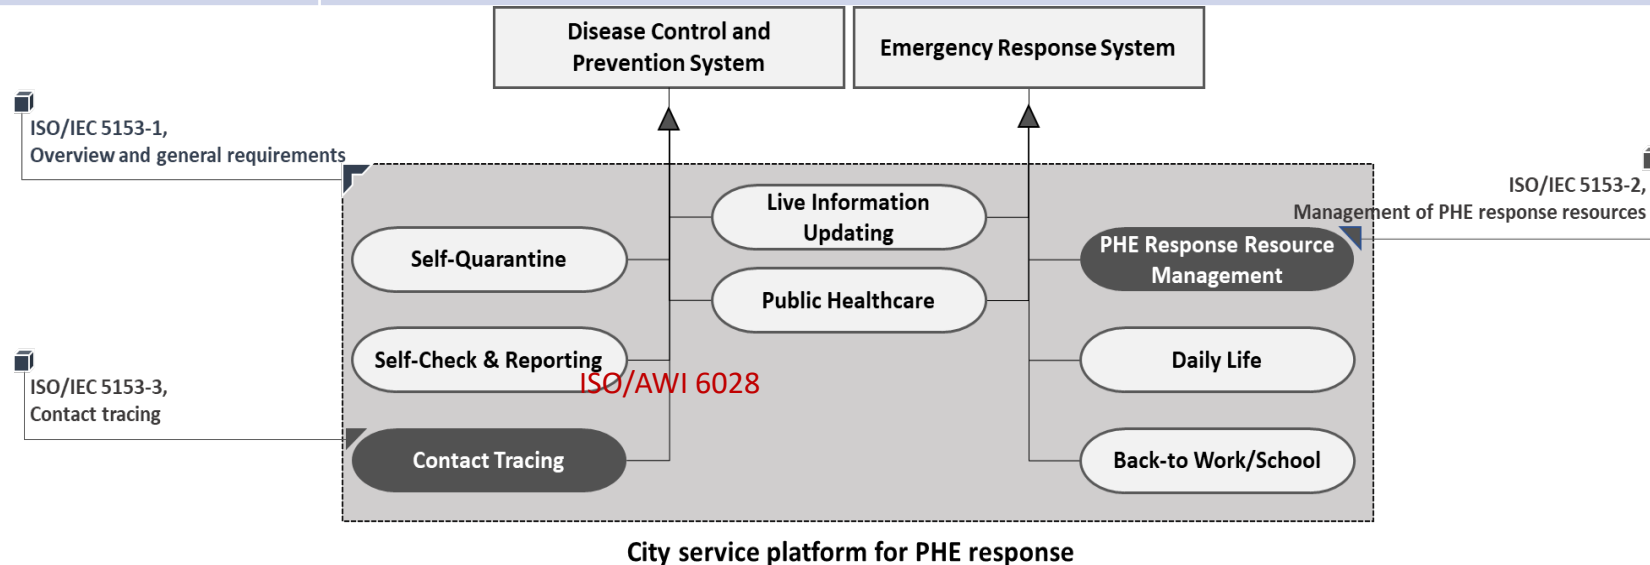 Disease Control and
Prevention System
Emergency Response System
ISO/IEC 5153-1,
Overview and general requirements
ISO/IEC 5153-2,
Management of PHE response resources
Live Information
Updating
Self-Quarantine
PHE Response Resource
Management
Public Healthcare
Self-Check & Reporting
Daily Life
ISO/AWI 6028
ISO/IEC 5153-3,
Contact tracing
Contact Tracing
Back-to Work/School
City service platform for PHE response